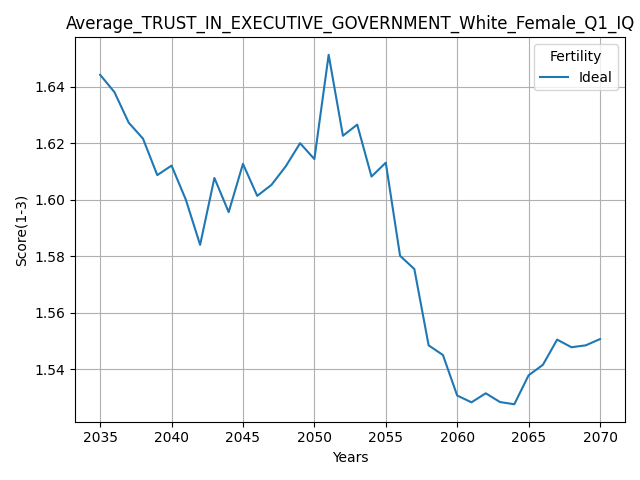 Average_TRUST_IN_EXECUTIVE_GOVERNMENT_White_Female_Q1_IQ
Fertility
Ideal
Score(1-3)
1.64
1.62
1.60
1.58
1.56
1.54
2035 2040 2045 2050 2055 2060 2065 2070
Years